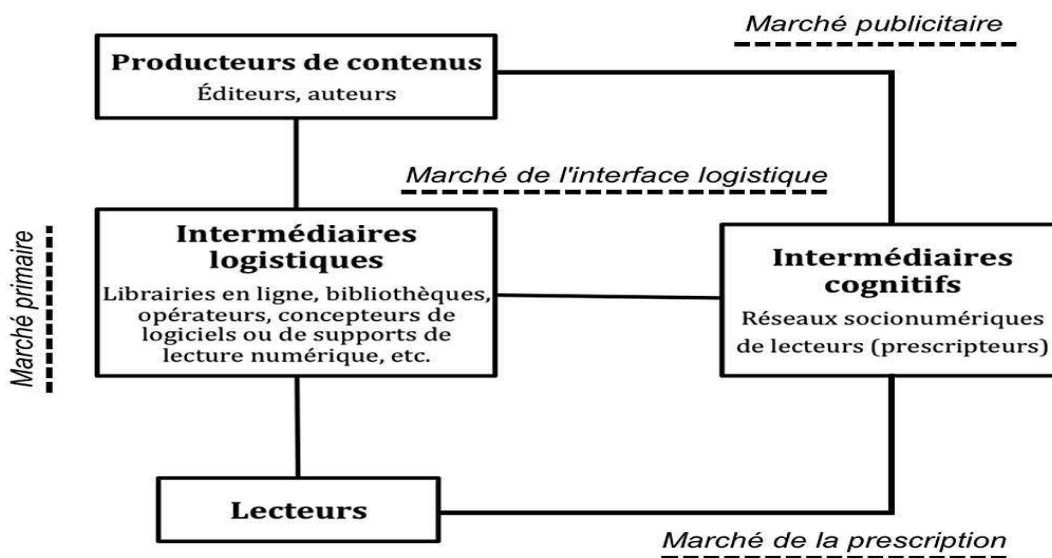 Marché publicitaire
Producteurs de contenus
Éditeurs, auteurs
Marché de l'interface logistique
Marché primaire
Intermédiaires
logistiques
Librairies en ligne, bibliothèques,
opérateurs, concepteurs de
logiciels ou de supports de
lecture numérique, etc.
Intermédiaires
cognitifs
Réseaux socionumériques
de lecteurs (prescripteurs)
Lecteurs
Marché de la prescription